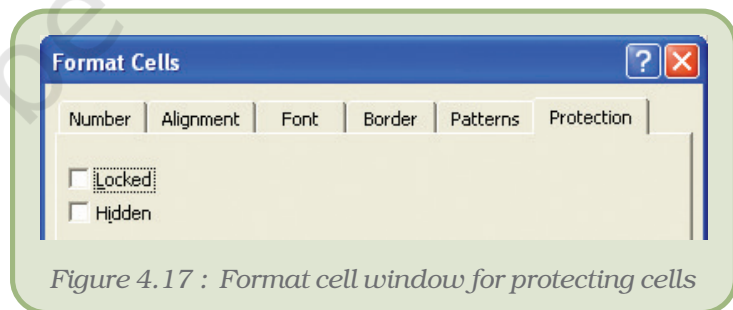 Format Cells
Number Alignment Font Border Patterns Protection
Locked
Hidden
Figure 4.17 : Format cell window for protecting cells